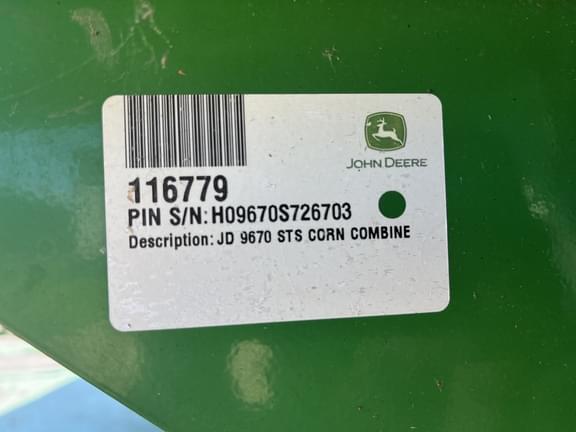 JOHN DEERE
116779
PIN S/N: H09670S726703
Description: JD 9670 STS CORN COMBINE